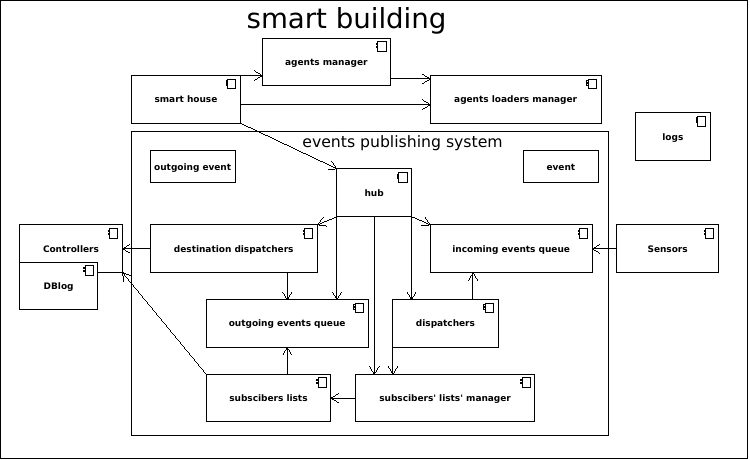 smart building
agents manager
smart house
agents loaders manager
logs
events publishing system
outgoing event
event
hub
Controllers
destination dispatchers
incoming events queue
Sensors
DBlog
outgoing events queue
dispatchers
subscibers lists
subscibers' lists' manager